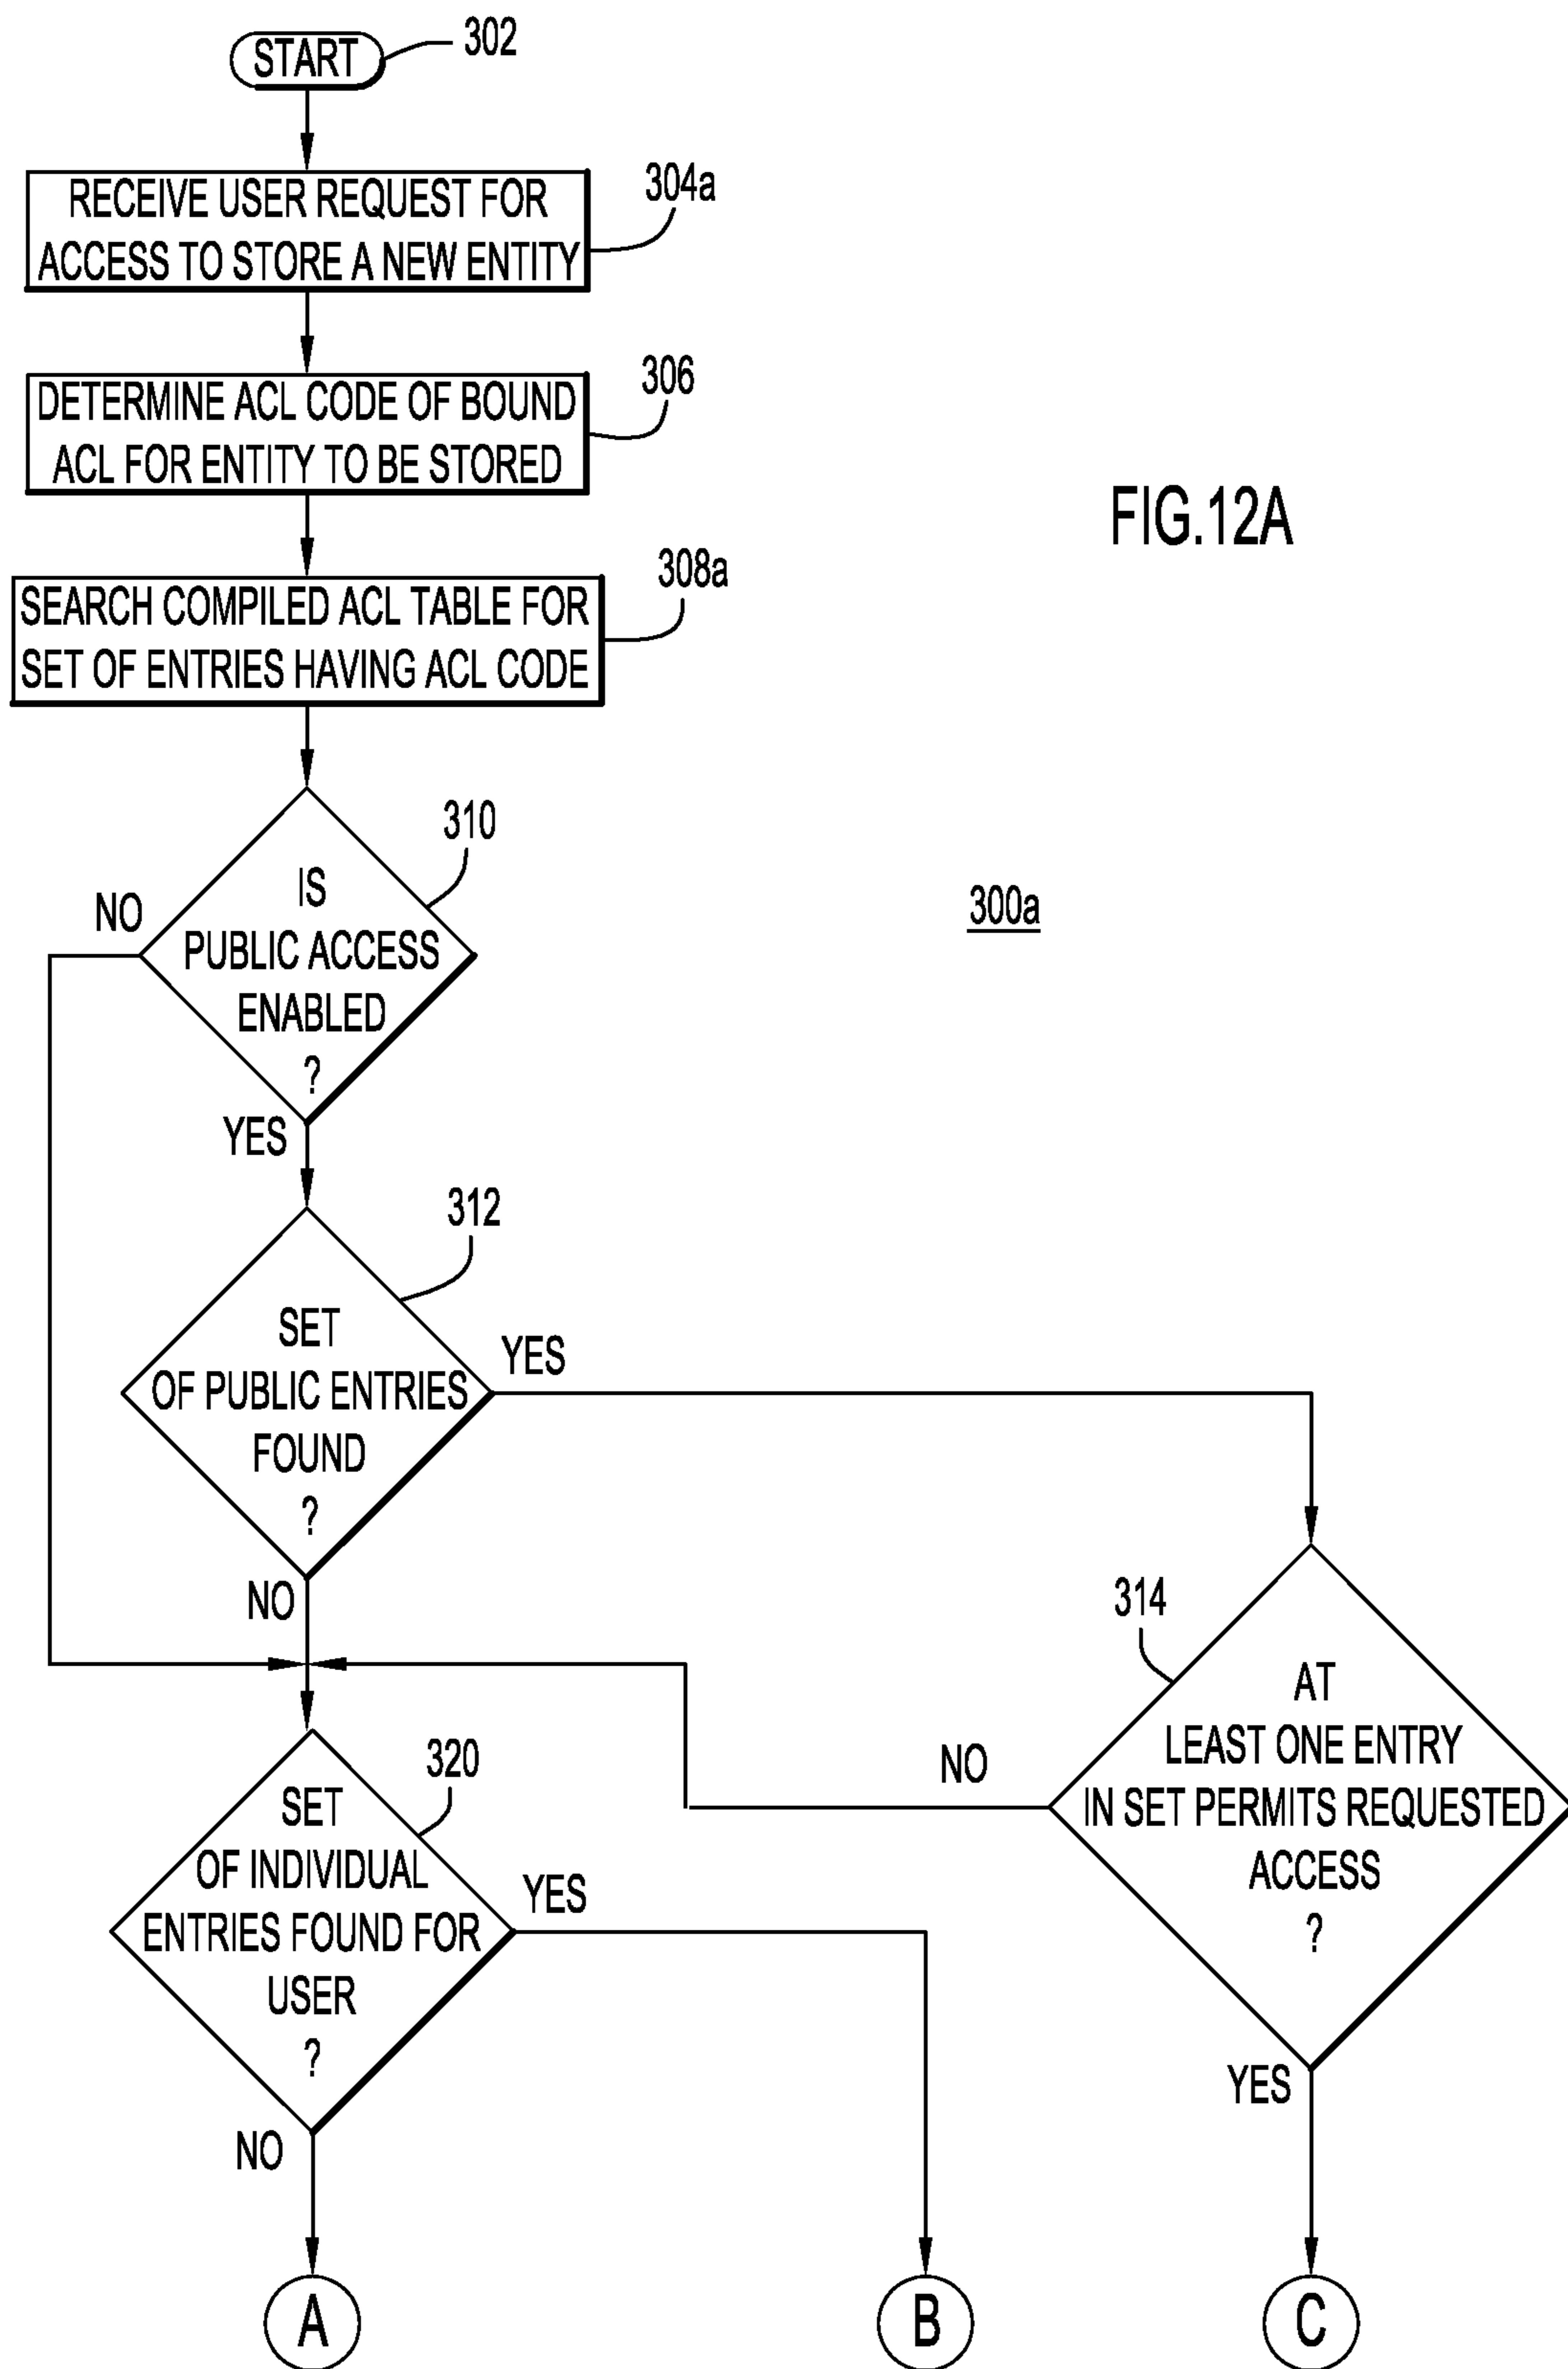 START
302
RECEIVE USER REQUEST FOR
ACCESS TO STORE A NEW ENTITY
304a
DETERMINE ACL CODE OF BOUND
ACL FOR ENTITY TO BE STORED
306
FIG.12A
SEARCH COMPILED ACL TABLE FOR
SET OF ENTRIES HAVING ACL CODE
308a
310
NO
IS
PUBLIC ACCESS
ENABLED
?
300a
YES
312
SET
OF PUBLIC ENTRIES
FOUND
?
YES
NO
314
AT
LEAST ONE ENTRY
IN SET PERMITS REQUESTED
ACCESS
?
NO
320
SET
OF INDIVIDUAL
ENTRIES FOUND FOR
USER
?
YES
YES
NO
A
B
C